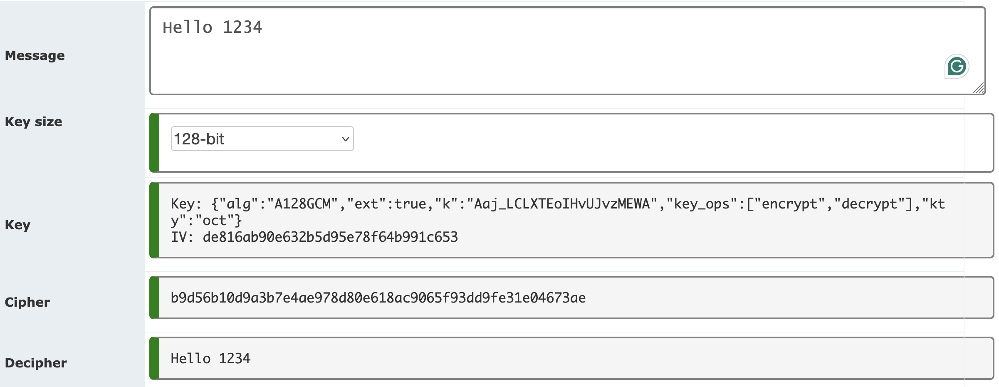 Message
Hello 1234
Key size
128-bit
Key
Key: {"alg":"A128GCM","ext":true,"k":"Aaj_LCLXTEoIHvUJvzMEWA","key_ops":["encrypt","decrypt"],"kt
y":"oct"}
IV: de816ab90e632b5d95e78f64b991c653
Cipher
b9d56b10d9a3b7e4ae978d80e618ac9065f93dd9fe31e04673ae
Decipher
Hello 1234